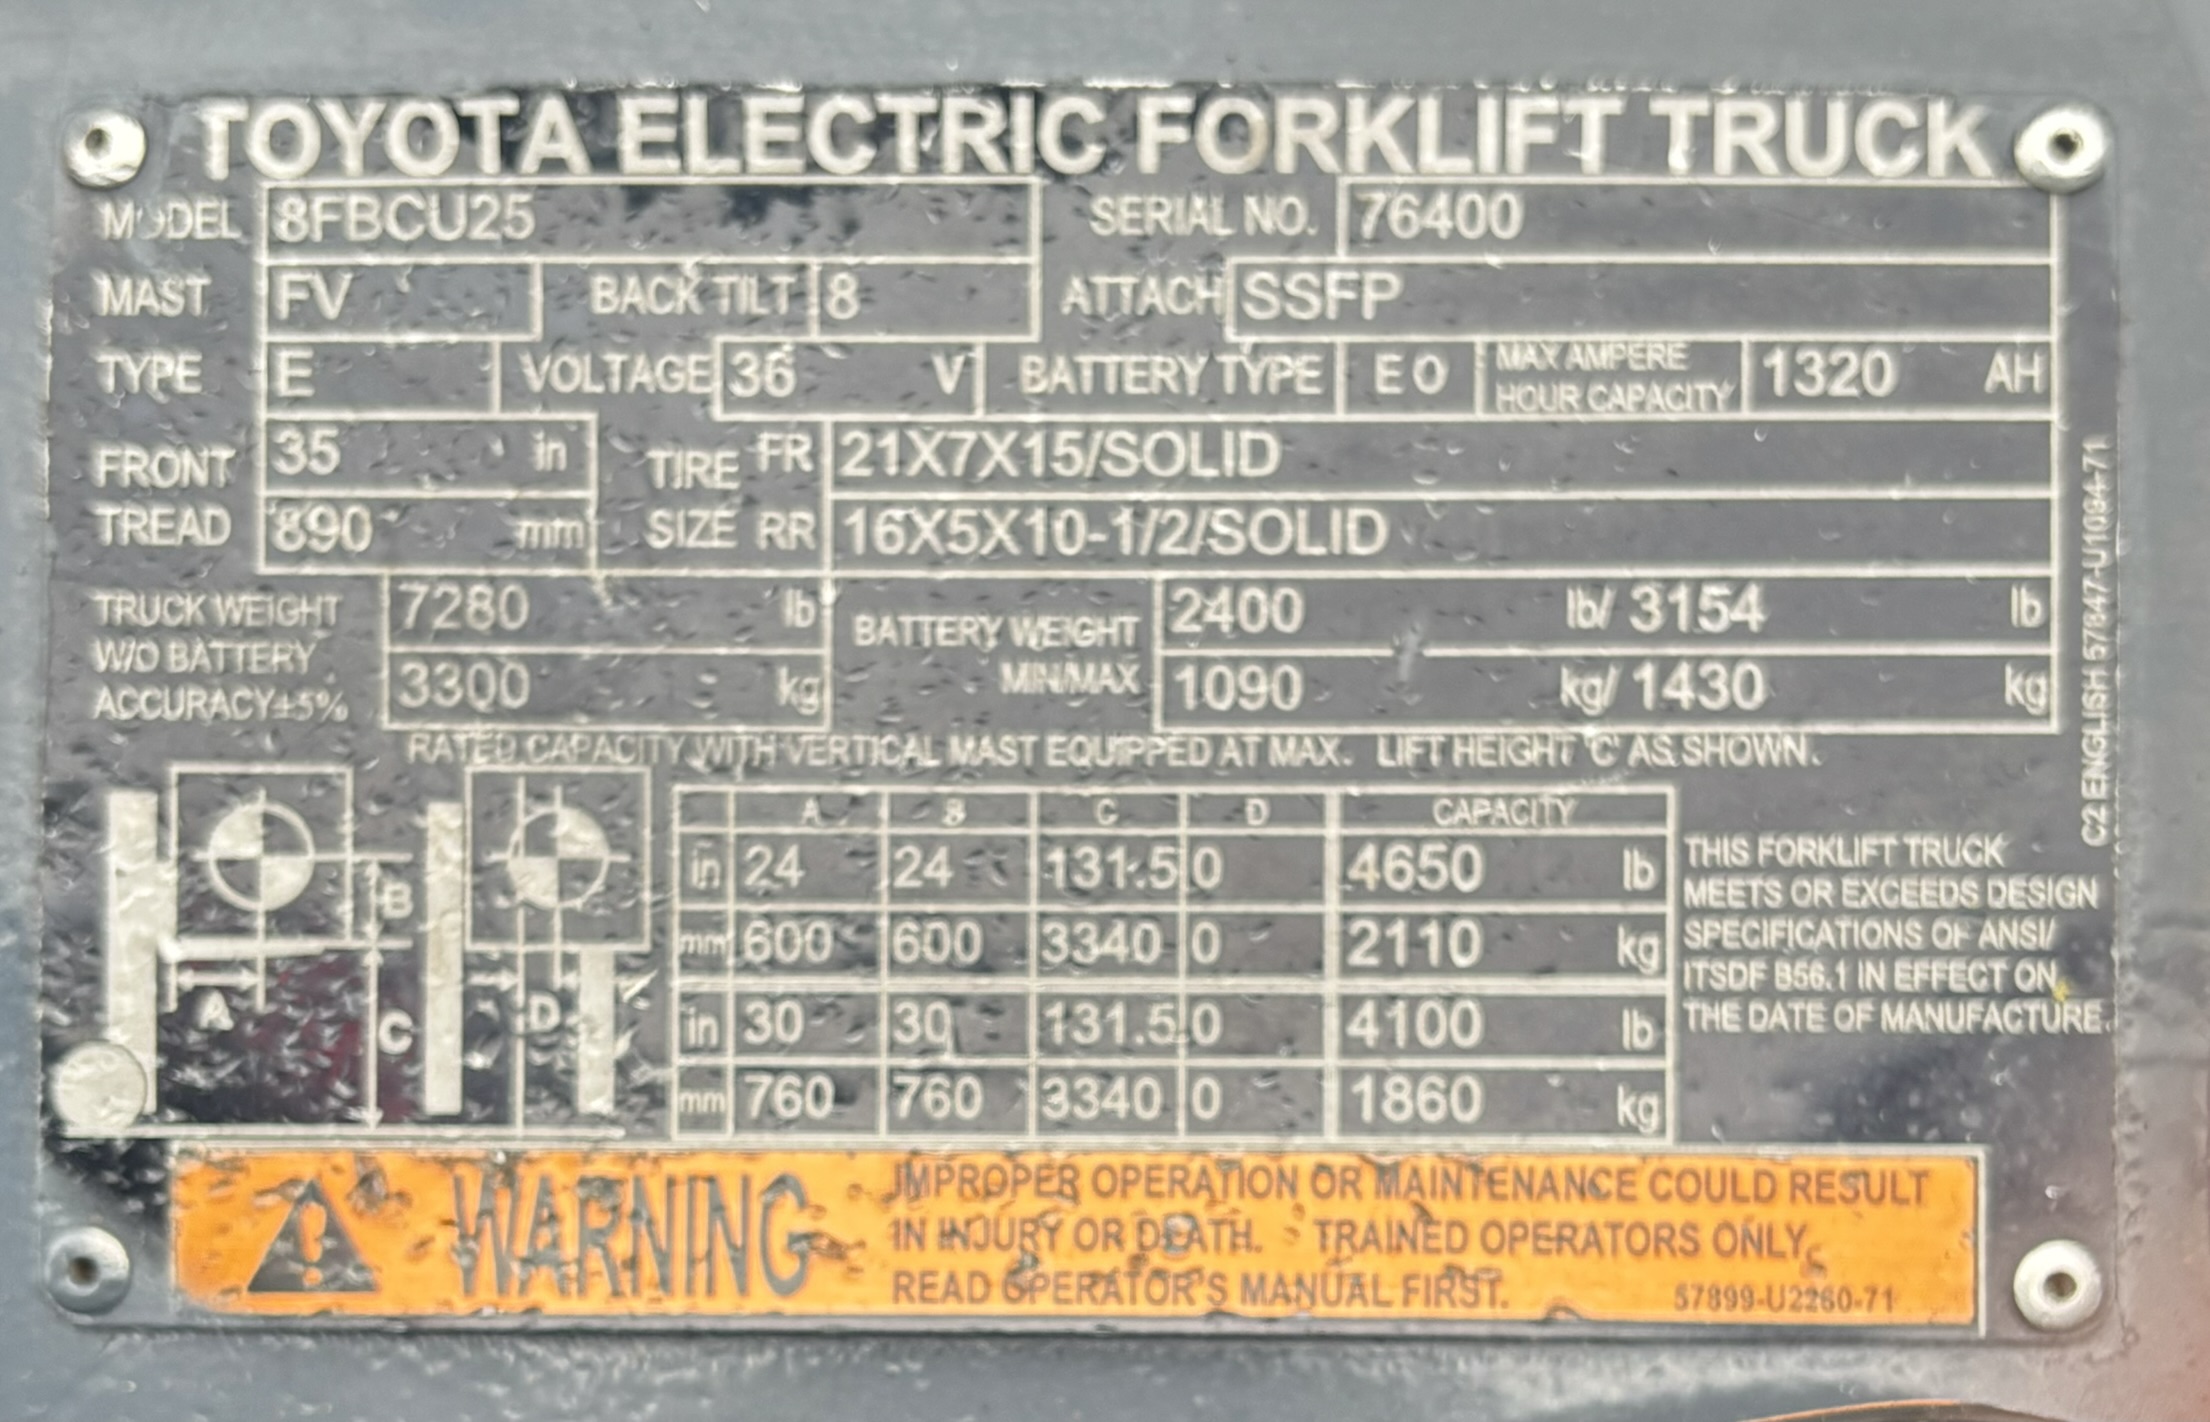 TOYOTA ELECTRIC FORKLIFT TRUCK
MODEL 8FBCU25 SERIAL NO. 76400
MAST FV BACK TILT 8 ATTACH SSFP
TYPE E VOLTAGE 36 V BATTERY TYPE EO MAX AMPERE HOUR CAPACITY 1320 AH
FRONT TREAD 35 in TIRE SIZE FR 21X7X15/SOLID
890 mm RR 16X5X10-1/2/SOLID
TRUCK WEIGHT W/O BATTERY ACCURACY±5% 7280 lb BATTERY WEIGHT MIN/MAX 2400 lb/ 3154 lb
3300 kg 1090 kg/ 1430 kg
RATED CAPACITY WITH VERTICAL MAST EQUIPPED AT MAX. LIFT HEIGHT 'C' AS SHOWN.
A B C D
A B C D CAPACITY
in 24 24 131.5 0 4650 lb
mm 600 600 3340 0 2110 kg
in 30 30 131.5 0 4100 lb
mm 760 760 3340 0 1860 kg
THIS FORKLIFT TRUCK
MEETS OR EXCEEDS DESIGN
SPECIFICATIONS OF ANSI/
ITSDF B56.1 IN EFFECT ON
THE DATE OF MANUFACTURE.
C2 ENGLISH 57847-U1094-71
WARNING
IMPROPER OPERATION OR MAINTENANCE COULD RESULT
IN INJURY OR DEATH. TRAINED OPERATORS ONLY.
READ OPERATOR'S MANUAL FIRST.
57899-U2260-71